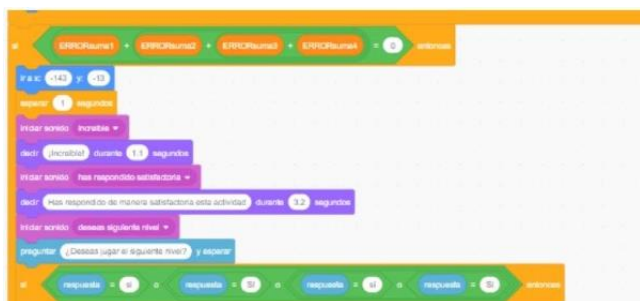 si ERRORsuma1 + ERRORsuma2 + ERRORsuma3 + ERRORsuma4 = 0 entonces
ir a x: -143 y: -13
esperar 1 segundos
iniciar sonido Increible
decir ¡Increible! durante 1.1 segundos
iniciar sonido has respondido satisfactoria
decir Has respondido de manera satisfactoria esta actividad durante 3.2 segundos
iniciar sonido deseas siguiente nivel
preguntar ¿Deseas jugar el siguiente nivel? y esperar
si respuesta = si o respuesta = SI o respuesta = sí o respuesta = Si entonces